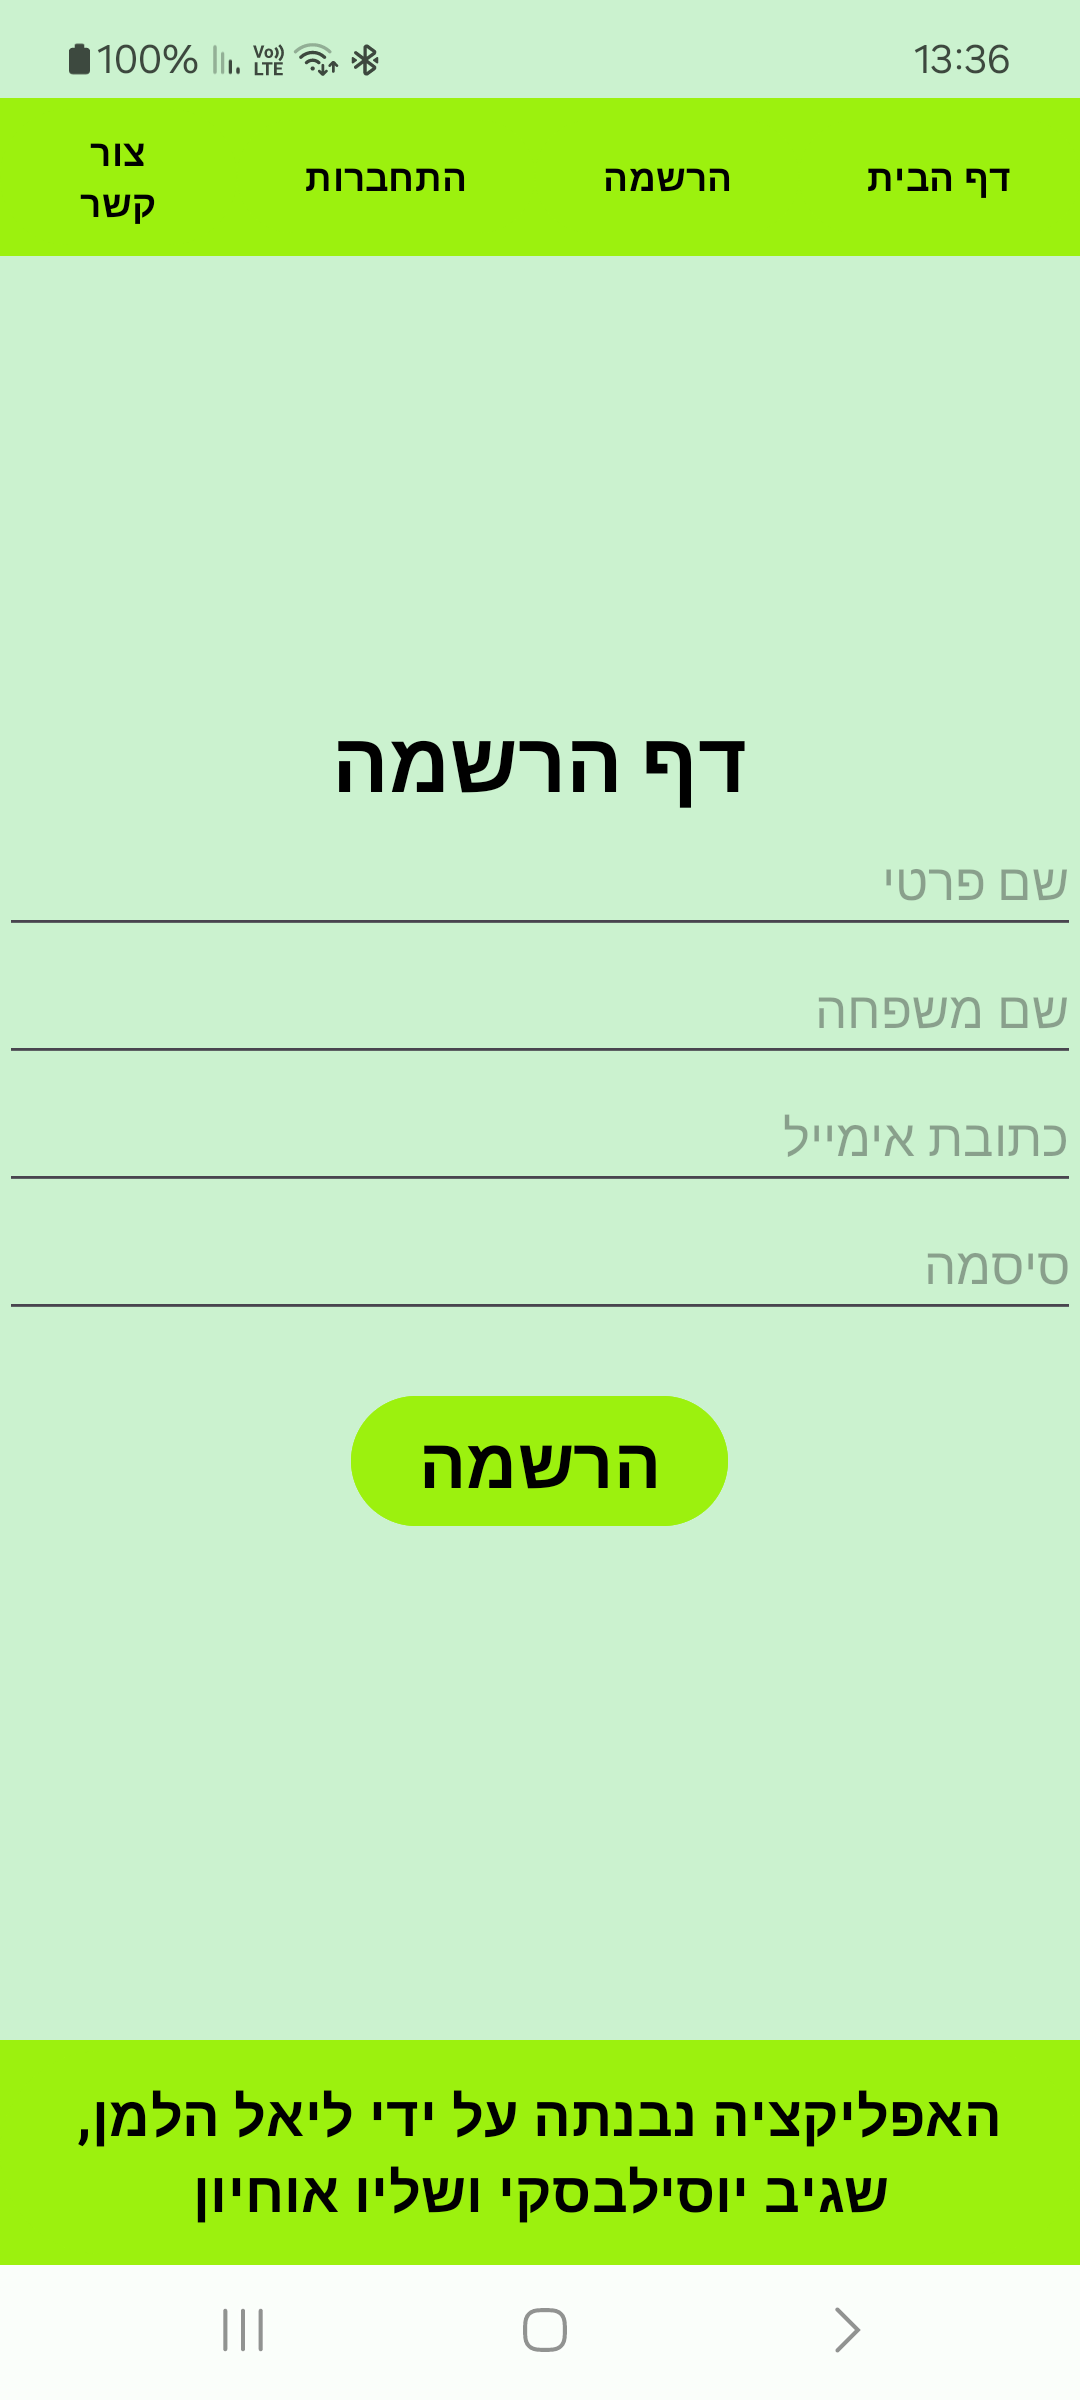 100% Vo)) LTE 13:36
דף הבית
הרשמה
התחברות
צור
קשר
דף הרשמה
שם פרטי
שם משפחה
כתובת אימייל
סיסמה
הרשמה
האפליקציה נבנתה על ידי ליאל הלמן,
שגיב יוסילבסקי ושליו אוחיון